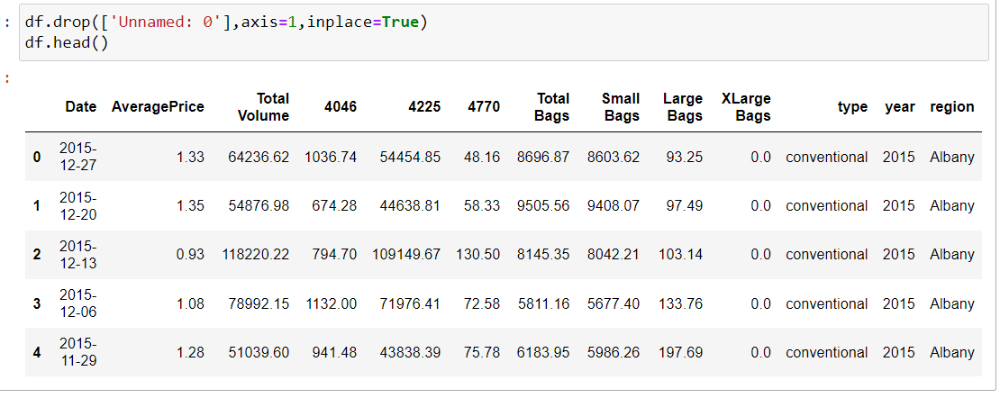 : df.drop(['Unnamed: 0'],axis=1,inplace=True)
df.head()
:
Date AveragePrice Total Volume 4046 4225 4770 Total Bags Small Bags Large Bags XLarge Bags type year region
0 2015-12-27 1.33 64236.62 1036.74 54454.85 48.16 8696.87 8603.62 93.25 0.0 conventional 2015 Albany
1 2015-12-20 1.35 54876.98 674.28 44638.81 58.33 9505.56 9408.07 97.49 0.0 conventional 2015 Albany
2 2015-12-13 0.93 118220.22 794.70 109149.67 130.50 8145.35 8042.21 103.14 0.0 conventional 2015 Albany
3 2015-12-06 1.08 78992.15 1132.00 71976.41 72.58 5811.16 5677.40 133.76 0.0 conventional 2015 Albany
4 2015-11-29 1.28 51039.60 941.48 43838.39 75.78 6183.95 5986.26 197.69 0.0 conventional 2015 Albany